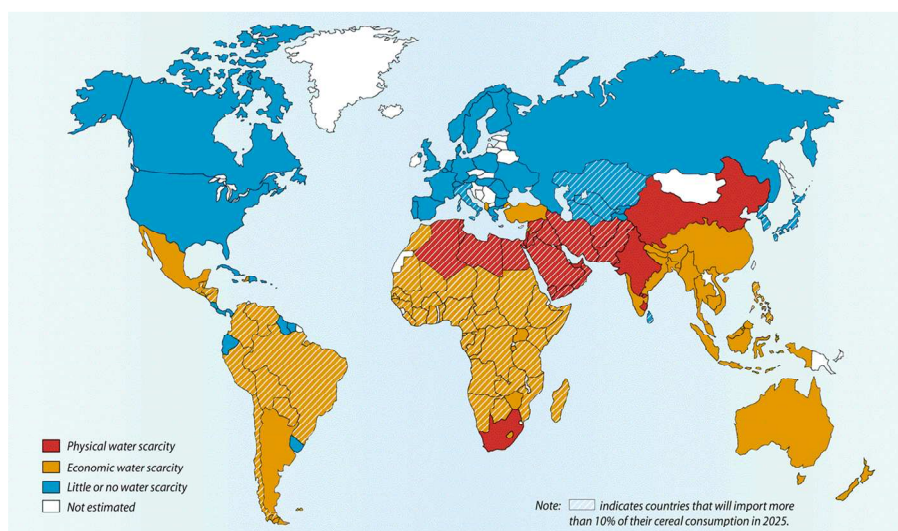 Physical water scarcity
Economic water scarcity
Little or no water scarcity
Not estimated
Note: indicates countries that will import more
than 10% of their cereal consumption in 2025.